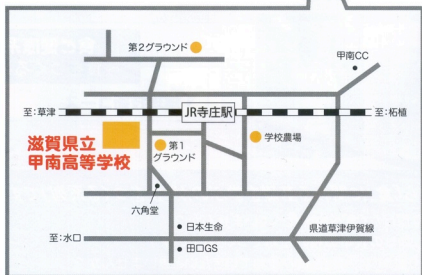 第2グラウンド
甲南CC
至:草津
JR寺庄駅
至:柘植
滋賀県立
甲南高等学校
第1
グラウンド
学校農場
六角堂
日本生命
県道草津伊賀線
至:水口
田口GS